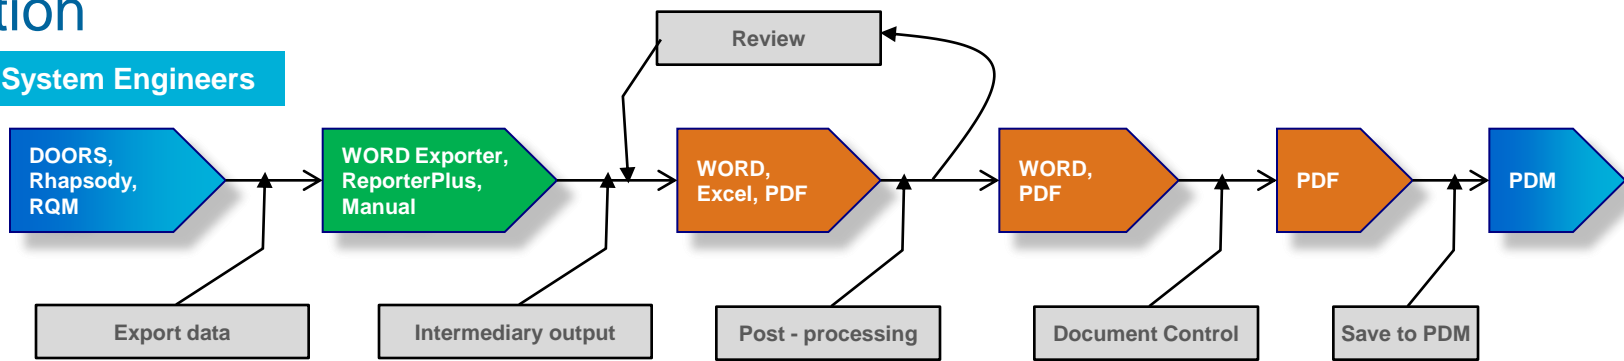 tion
Review
System Engineers
DOORS,
Rhapsody,
RQM
WORD Exporter,
ReporterPlus,
Manual
WORD,
Excel, PDF
WORD,
PDF
PDF
PDM
Export data
Intermediary output
Post - processing
Document Control
Save to PDM